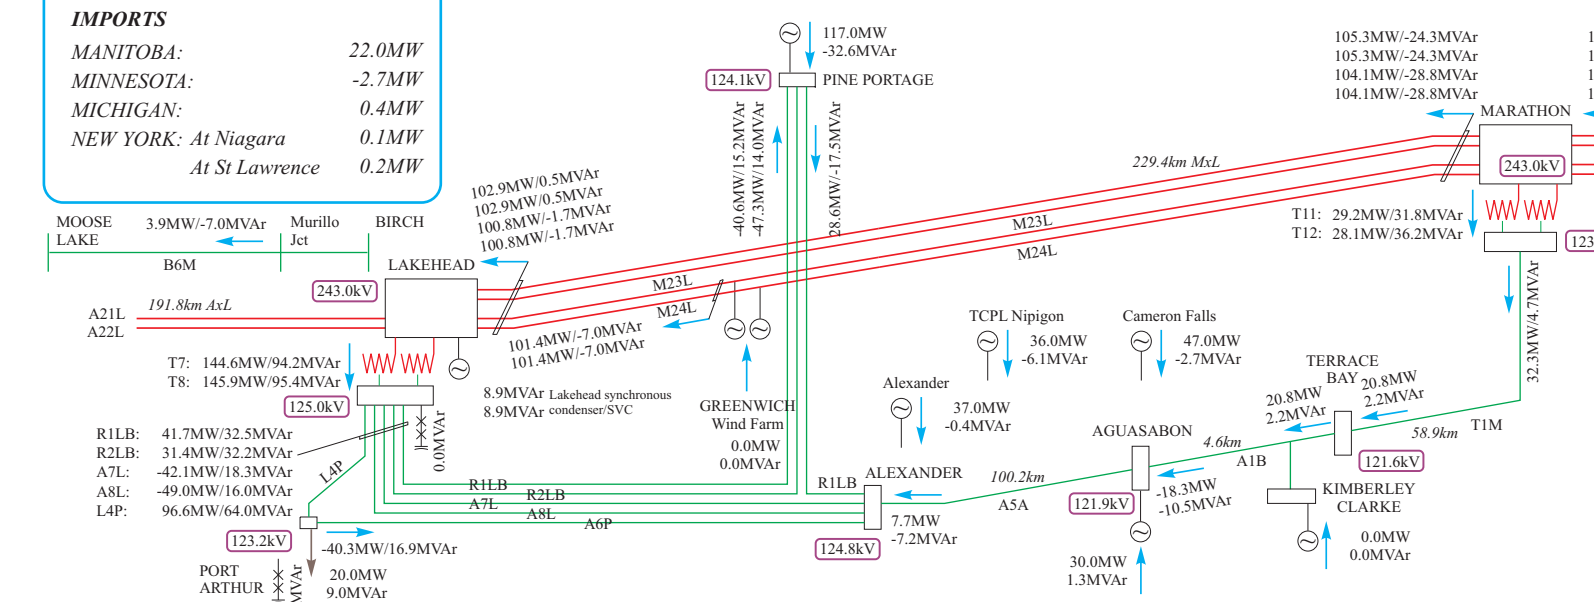 IMPORTS
MANITOBA: 22.0MW
MINNESOTA: -2.7MW
MICHIGAN: 0.4MW
NEW YORK: At Niagara 0.1MW
At St Lawrence 0.2MW
117.0MW
-32.6MVAr
124.1kV
PINE PORTAGE
-40.6MW/15.2MVAr
-47.3MW/14.0MVAr
28.6MW/-17.5MVAr
105.3MW/-24.3MVAr
105.3MW/-24.3MVAr
104.1MW/-28.8MVAr
104.1MW/-28.8MVAr
MARATHON
243.0kV
229.4km MxL
M23L
M24L
T11: 29.2MW/31.8MVAr
T12: 28.1MW/36.2MVAr
123
32.3MW/4.7MVAr
102.9MW/0.5MVAr
102.9MW/0.5MVAr
100.8MW/-1.7MVAr
100.8MW/-1.7MVAr
MOOSE
LAKE
3.9MW/-7.0MVAr
Murillo
Jct
BIRCH
B6M
LAKEHEAD
243.0kV
A21L
A22L
191.8km AxL
M23L
M24L
101.4MW/-7.0MVAr
101.4MW/-7.0MVAr
T7: 144.6MW/94.2MVAr
T8: 145.9MW/95.4MVAr
125.0kV
8.9MVAr
8.9MVAr
Lakehead synchronous
condenser/SVC
0.0MVAr
GREENWICH
Wind Farm
0.0MW
0.0MVAr
TCPL Nipigon
36.0MW
-6.1MVAr
Cameron Falls
47.0MW
-2.7MVAr
Alexander
37.0MW
-0.4MVAr
TERRACE
BAY
20.8MW
2.2MVAr
20.8MW
2.2MVAr
58.9km
T1M
121.6kV
R1LB: 41.7MW/32.5MVAr
R2LB: 31.4MW/32.2MVAr
A7L: -42.1MW/18.3MVAr
A8L: -49.0MW/16.0MVAr
L4P: 96.6MW/64.0MVAr
L4P
R1LB
R2LB
A7L
A8L
A6P
R1LB
ALEXANDER
7.7MW
-7.2MVAr
124.8kV
100.2km
A5A
AGUASABON
121.9kV
4.6km
A1B
-18.3MW
-10.5MVAr
30.0MW
1.3MVAr
KIMBERLEY
CLARKE
0.0MW
0.0MVAr
123.2kV
-40.3MW/16.9MVAr
PORT
ARTHUR
MVAr
20.0MW
9.0MVAr